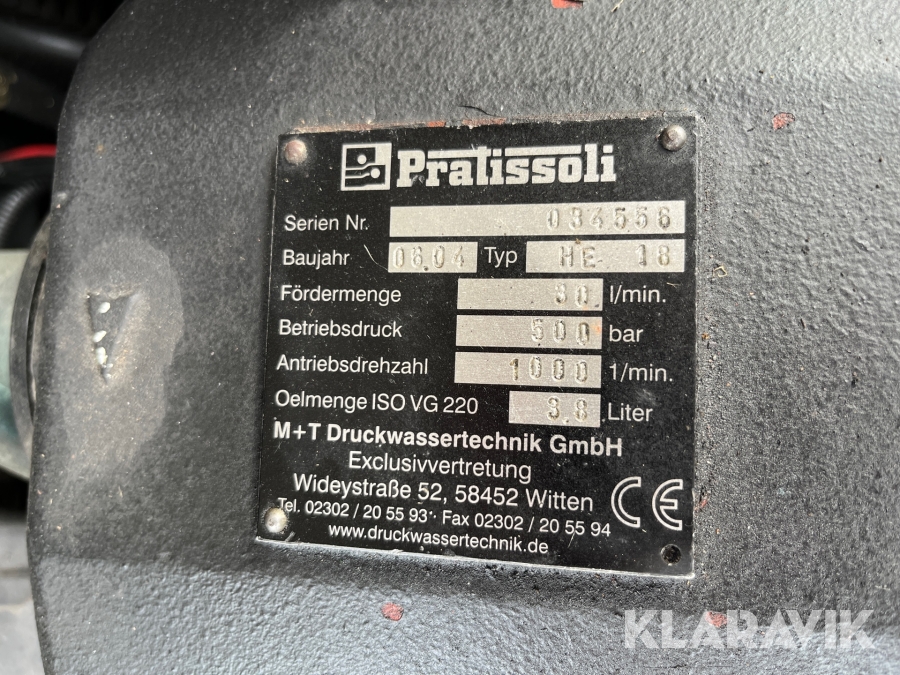 Pratissoli
Serien Nr. 034556
Baujahr 06.04 Typ HE 18
Fördermenge 30 l/min.
Betriebsdruck 500 bar
Antriebsdrehzahl 1000 1/min.
Oelmenge ISO VG 220 3,8 Liter
M+T Druckwassertechnik GmbH
Exclusivvertretung
Wideystraße 52, 58452 Witten CE
Tel. 02302 / 20 55 93 · Fax 02302 / 20 55 94
www.druckwassertechnik.de
KLARAVIK